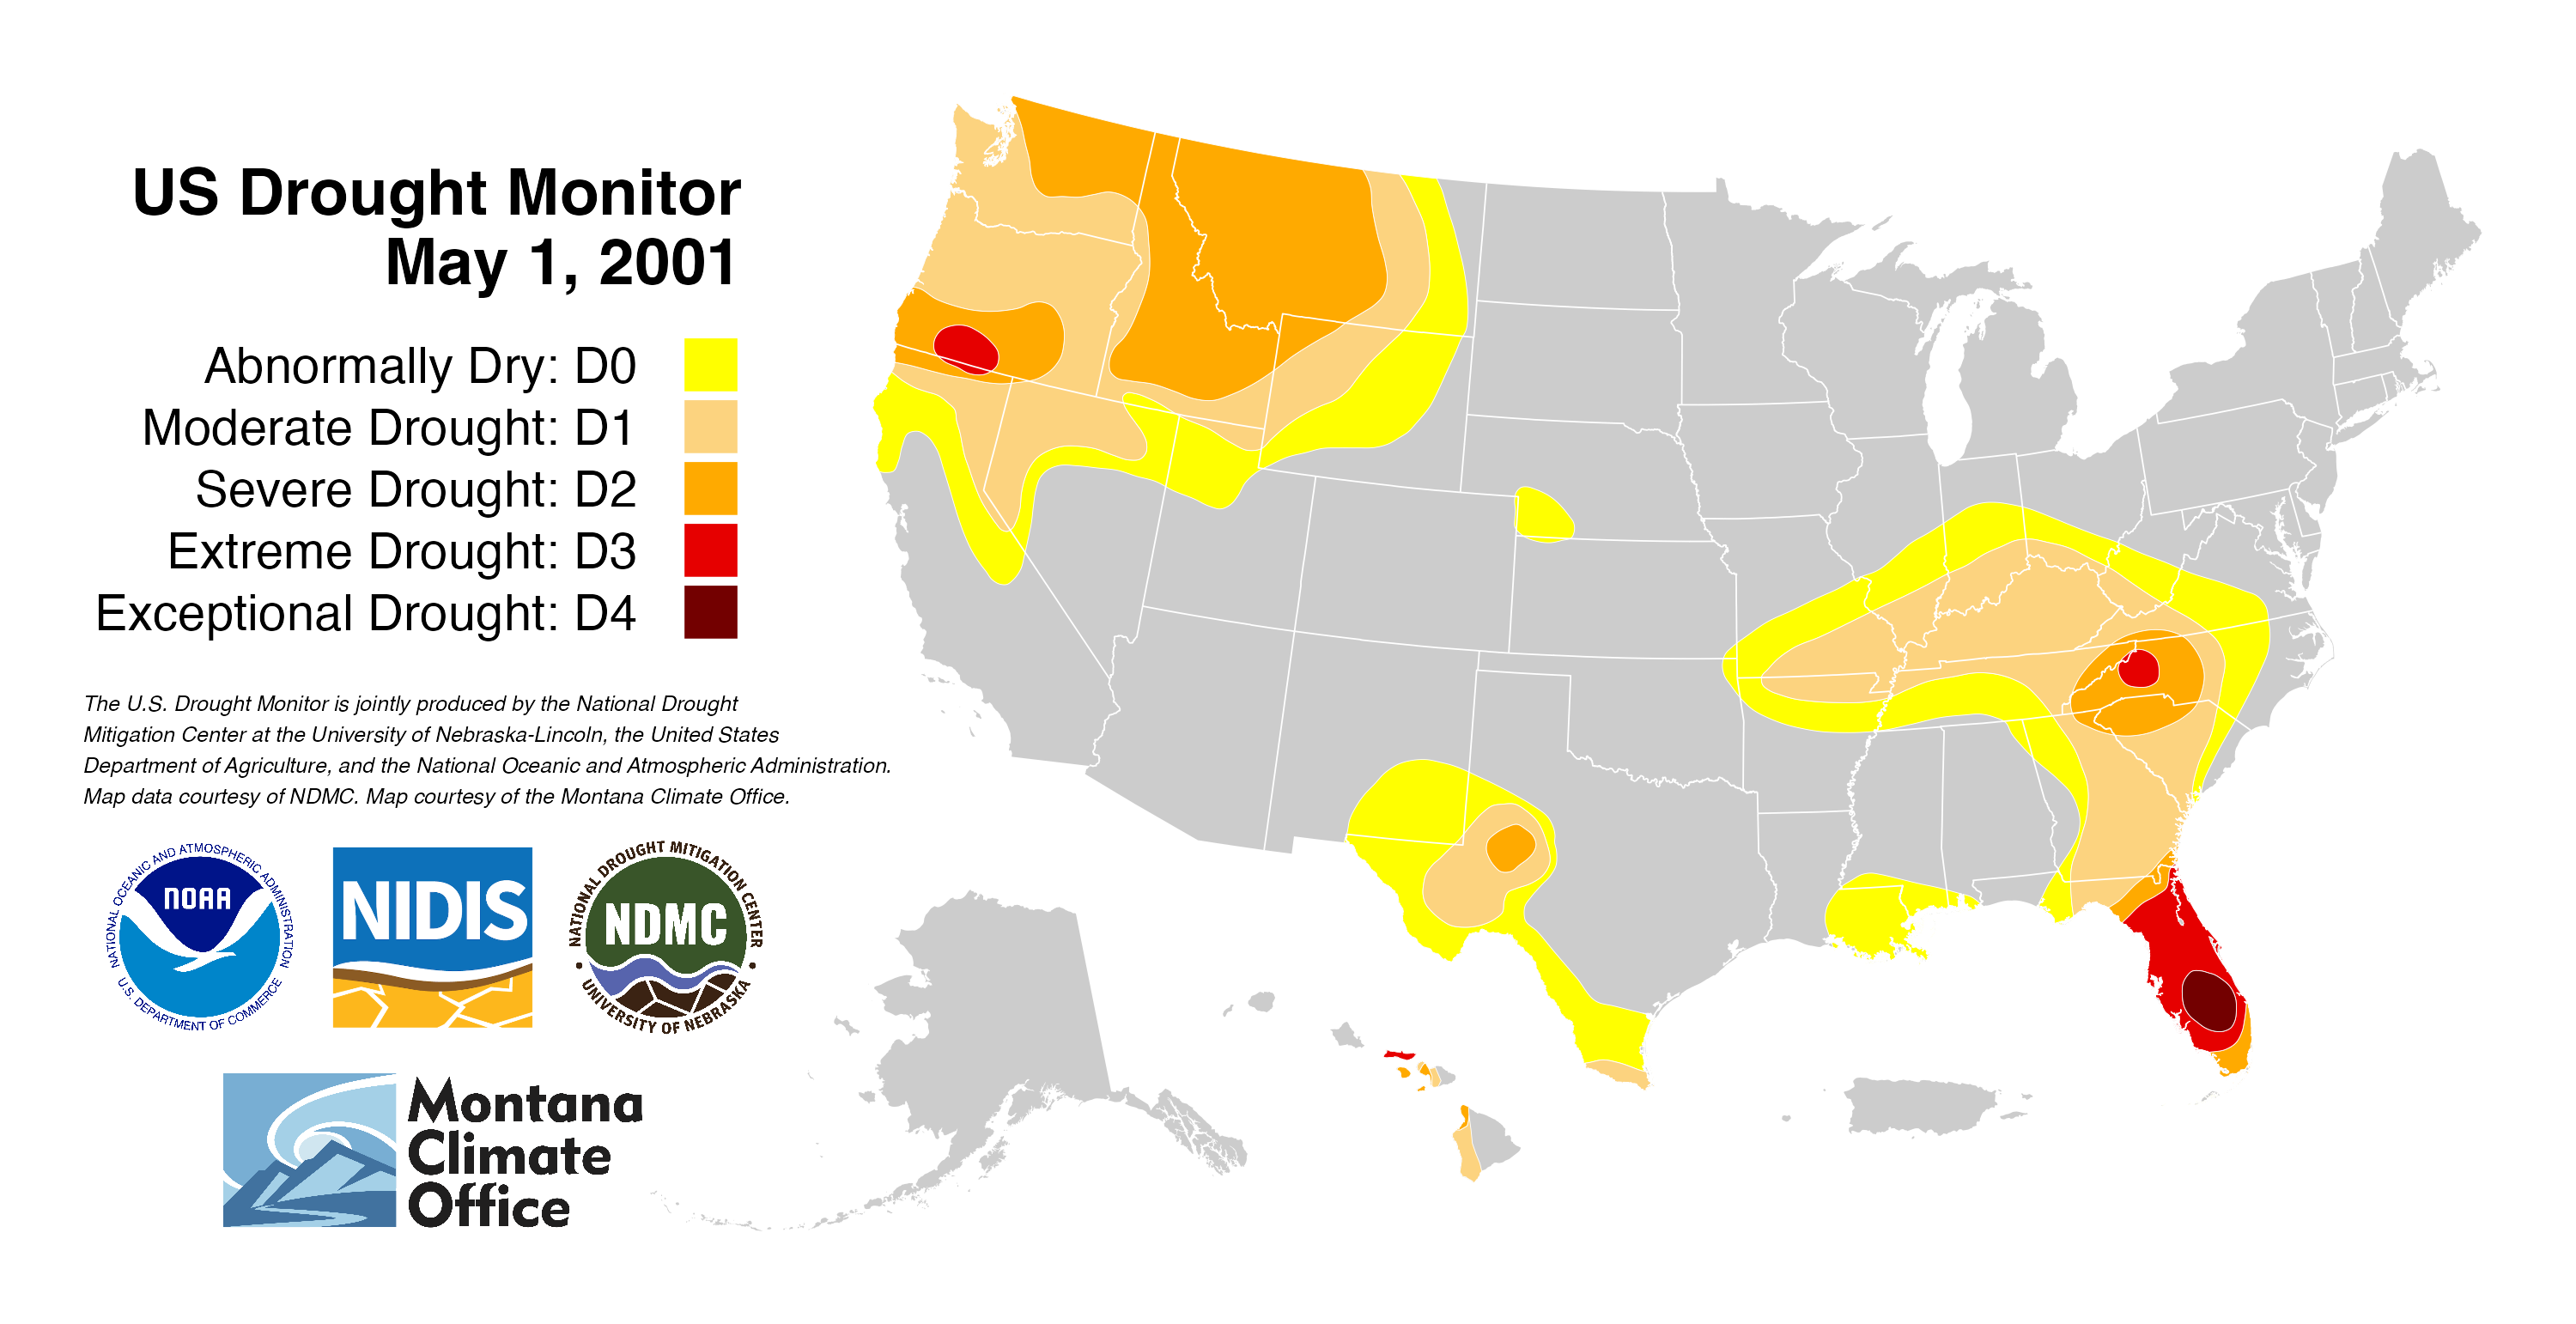 US Drought Monitor
May 1, 2001
Abnormally Dry: D0
Moderate Drought: D1
Severe Drought: D2
Extreme Drought: D3
Exceptional Drought: D4
The U.S. Drought Monitor is jointly produced by the National Drought
Mitigation Center at the University of Nebraska-Lincoln, the United States
Department of Agriculture, and the National Oceanic and Atmospheric Administration.
Map data courtesy of NDMC. Map courtesy of the Montana Climate Office.
NATIONAL OCEANIC AND ATMOSPHERIC ADMINISTRATION
NOAA
U.S. DEPARTMENT OF COMMERCE
NIDIS
NATIONAL DROUGHT MITIGATION CENTER
NDMC
UNIVERSITY OF NEBRASKA
Montana
Climate
Office